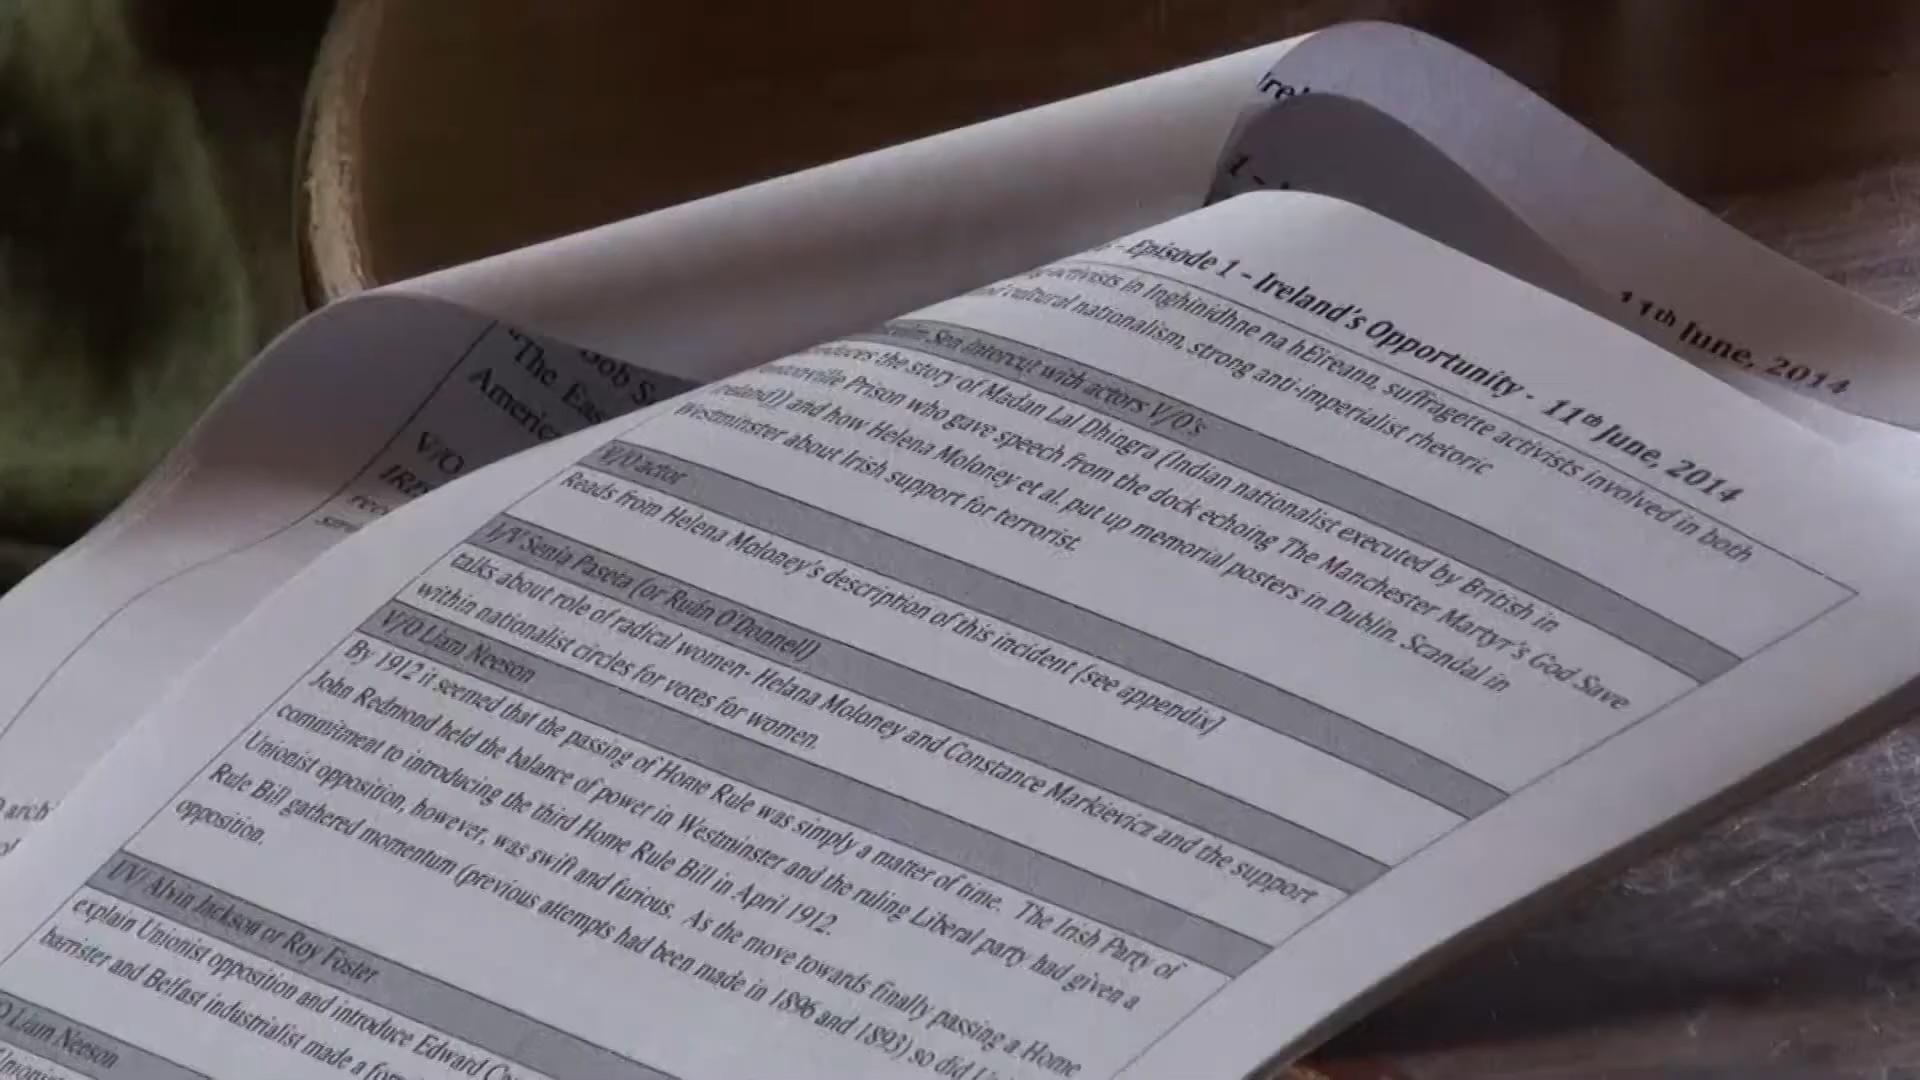 11th June, 2014
- Episode 1 - Ireland's Opportunity - 11th June, 2014
in Inghinidhne na hÉireann, suffragette activists involved in both
cultural nationalism, strong anti-imperialist rhetoric
Sen intercut with actors V/O's
the story of Madan Lal Dhingra (Indian nationalist executed by British in
Prison who gave speech from the dock echoing The Manchester Martyr's God Save
Ireland)) and how Helena Moloney et al. put up memorial posters in Dublin. Scandal in
Westminster about Irish support for terrorist.
V/O actor
Reads from Helena Moloney's description of this incident [see appendix]
I/V Senia Paseta (or Ruán O'Donnell)
talks about role of radical women- Helana Moloney and Constance Markievicz and the support
within nationalist circles for votes for women.
V/O Liam Neeson
By 1912 it seemed that the passing of Home Rule was simply a matter of time. The Irish Party of
John Redmond held the balance of power in Westminster and the ruling Liberal party had given a
commitment to introducing the third Home Rule Bill in April 1912.
Unionist opposition, however, was swift and furious. As the move towards finally passing a Home
Rule Bill gathered momentum (previous attempts had been made in 1896 and 1893) so did
opposition.
I/V Alvin Jackson or Roy Foster
explain Unionist opposition and introduce Edward
barrister and Belfast industrialist made a
Liam Neeson
"The
V/O